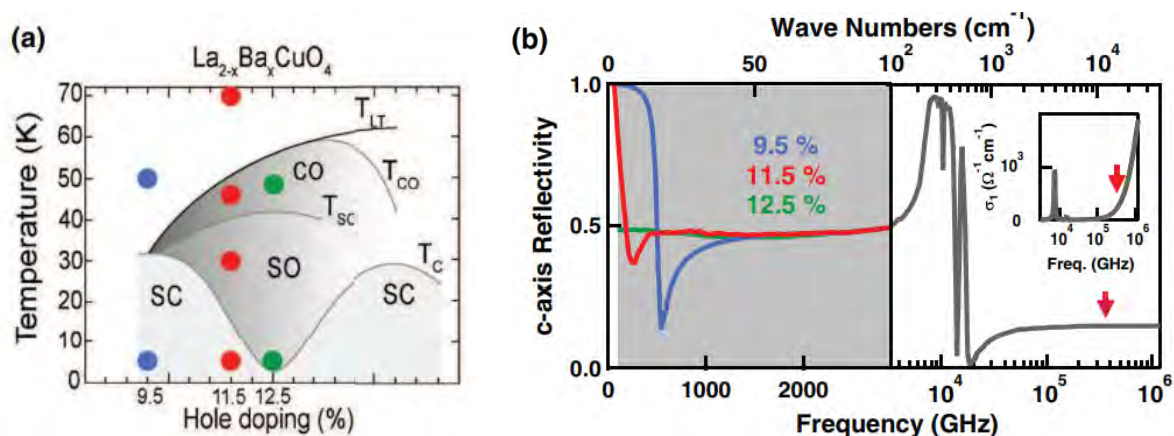 (a)
La2-xBaxCuO4
Temperature (K)
70
60
50
40
30
20
10
0
TLT
CO
TCO
TSC
SO
TC
SC
SC
9.5
11.5
12.5
Hole doping (%)
(b)
Wave Numbers (cm-1)
0
50
10²
10³
10⁴
c-axis Reflectivity
1.0
0.5
0.0
9.5 %
11.5 %
12.5 %
σ1 (Ω-1 cm-1)
10³
0
10⁴
10⁵
10⁶
Freq. (GHz)
0
1000
2000
10⁴
10⁵
10⁶
Frequency (GHz)